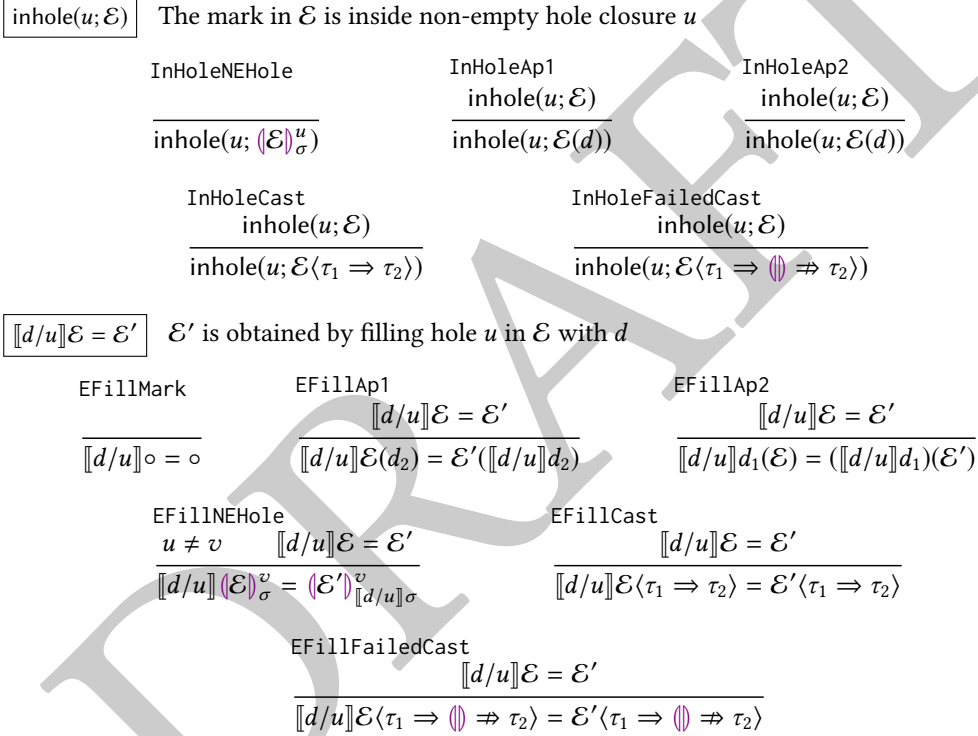 inhole(u; ℰ) The mark in ℰ is inside non-empty hole closure u
InHoleNEHole
inhole(u; ⦇ℰ⦈ᵘ_σ)
InHoleAp1
inhole(u; ℰ)
inhole(u; ℰ(d))
InHoleAp2
inhole(u; ℰ)
inhole(u; ℰ(d))
InHoleCast
inhole(u; ℰ)
inhole(u; ℰ⟨τ₁ ⇒ τ₂⟩)
InHoleFailedCast
inhole(u; ℰ)
inhole(u; ℰ⟨τ₁ ⇒ ⦇⦈ ⇏ τ₂⟩)
⟦d/u⟧ℰ = ℰ′ ℰ′ is obtained by filling hole u in ℰ with d
EFillMark
⟦d/u⟧∘ = ∘
EFillAp1
⟦d/u⟧ℰ = ℰ′
⟦d/u⟧ℰ(d₂) = ℰ′(⟦d/u⟧d₂)
EFillAp2
⟦d/u⟧ℰ = ℰ′
⟦d/u⟧d₁(ℰ) = (⟦d/u⟧d₁)(ℰ′)
EFillNEHole
u ≠ v ⟦d/u⟧ℰ = ℰ′
⟦d/u⟧⦇ℰ⦈ᵛ_σ = ⦇ℰ′⦈ᵛ_⟦d/u⟧σ
EFillCast
⟦d/u⟧ℰ = ℰ′
⟦d/u⟧ℰ⟨τ₁ ⇒ τ₂⟩ = ℰ′⟨τ₁ ⇒ τ₂⟩
EFillFailedCast
⟦d/u⟧ℰ = ℰ′
⟦d/u⟧ℰ⟨τ₁ ⇒ ⦇⦈ ⇏ τ₂⟩ = ℰ′⟨τ₁ ⇒ ⦇⦈ ⇏ τ₂⟩
DRAFT